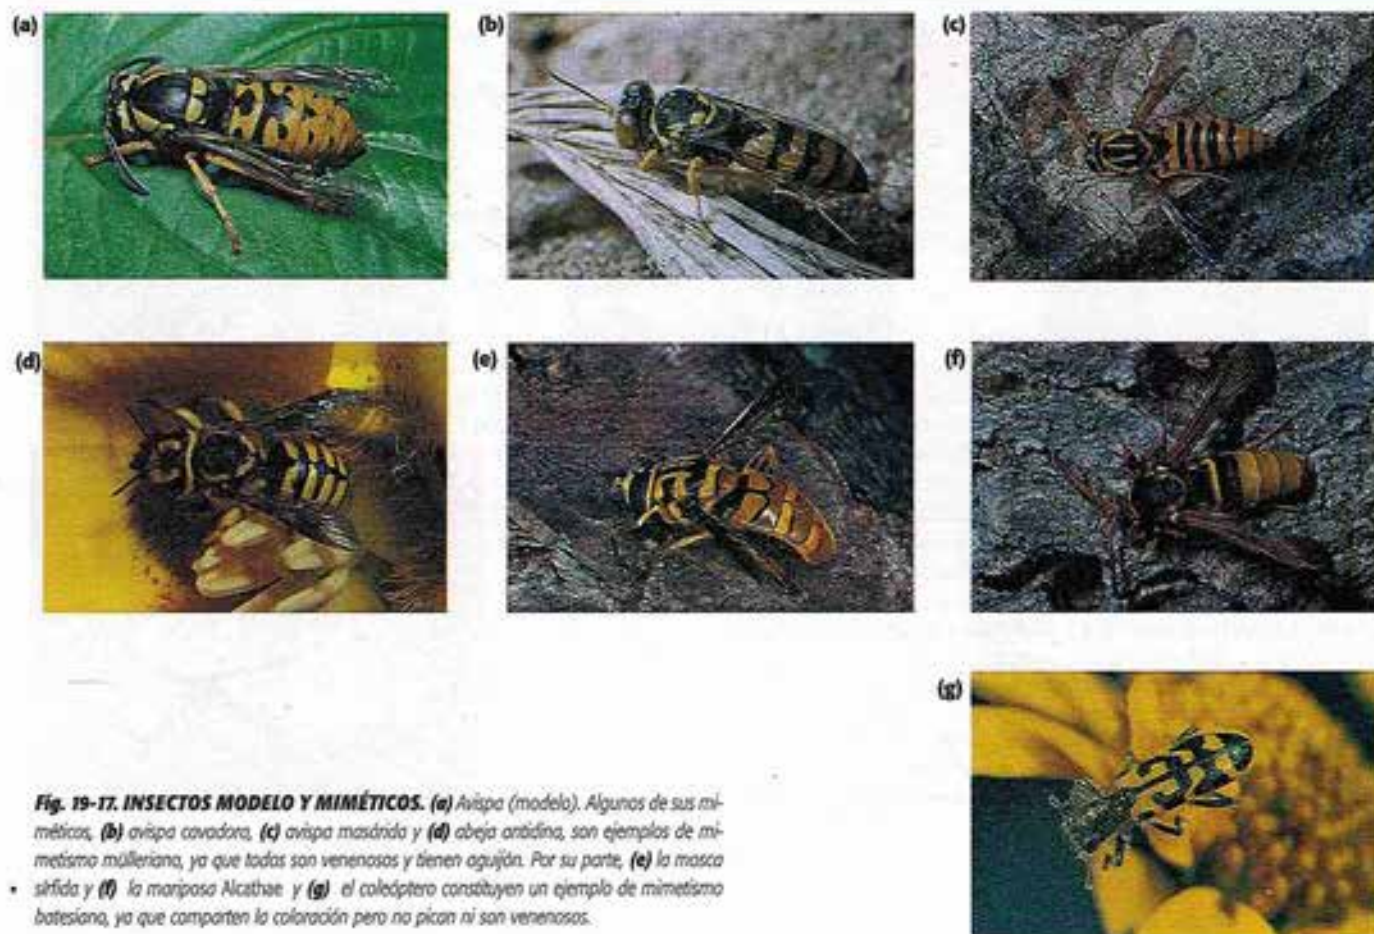 (a)
(b)
(c)
(d)
(e)
(f)
(g)
Fig. 19-17. INSECTOS MODELO Y MIMÉTICOS. (a) Avispa (modelo). Algunos de sus mi-
méticos, (b) avispa cavadora, (c) avispa masárida y (d) abeja antidina, son ejemplos de mi-
metismo mülleriano, ya que todas son venenosas y tienen aguijón. Por su parte, (e) la mosca
sírfida y (f) la mariposa Alcathae y (g) el coleóptero constituyen un ejemplo de mimetismo
batesiano, ya que comparten la coloración pero no pican ni son venenosos.